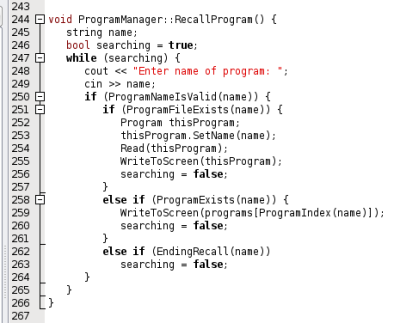 243
244 void ProgramManager::RecallProgram() {
245 string name;
246 bool searching = true;
247 while (searching) {
248 cout << "Enter name of program: ";
249 cin >> name;
250 if (ProgramNameIsValid(name)) {
251 if (ProgramFileExists(name)) {
252 Program thisProgram;
253 thisProgram.SetName(name);
254 Read(thisProgram);
255 WriteToScreen(thisProgram);
256 searching = false;
257 }
258 else if (ProgramExists(name)) {
259 WriteToScreen(programs[ProgramIndex(name)]);
260 searching = false;
261 }
262 else if (EndingRecall(name))
263 searching = false;
264 }
265 }
266 }
267